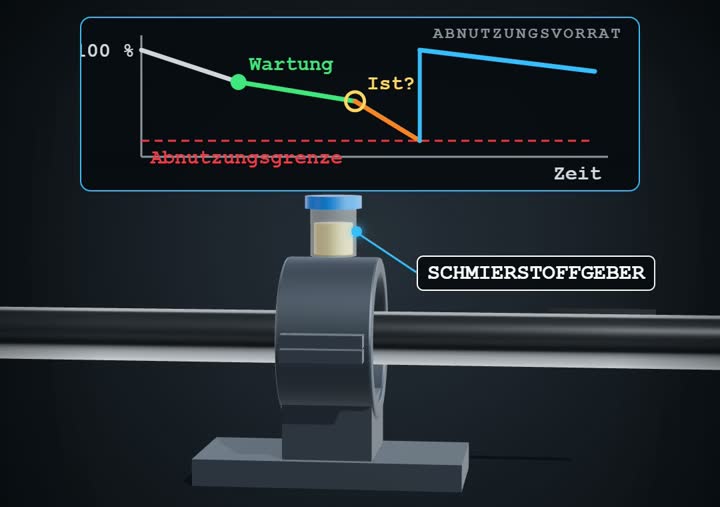 ABNUTZUNGSVORRAT
100 %
Wartung
Ist?
Abnutzungsgrenze
Zeit
SCHMIERSTOFFGEBER